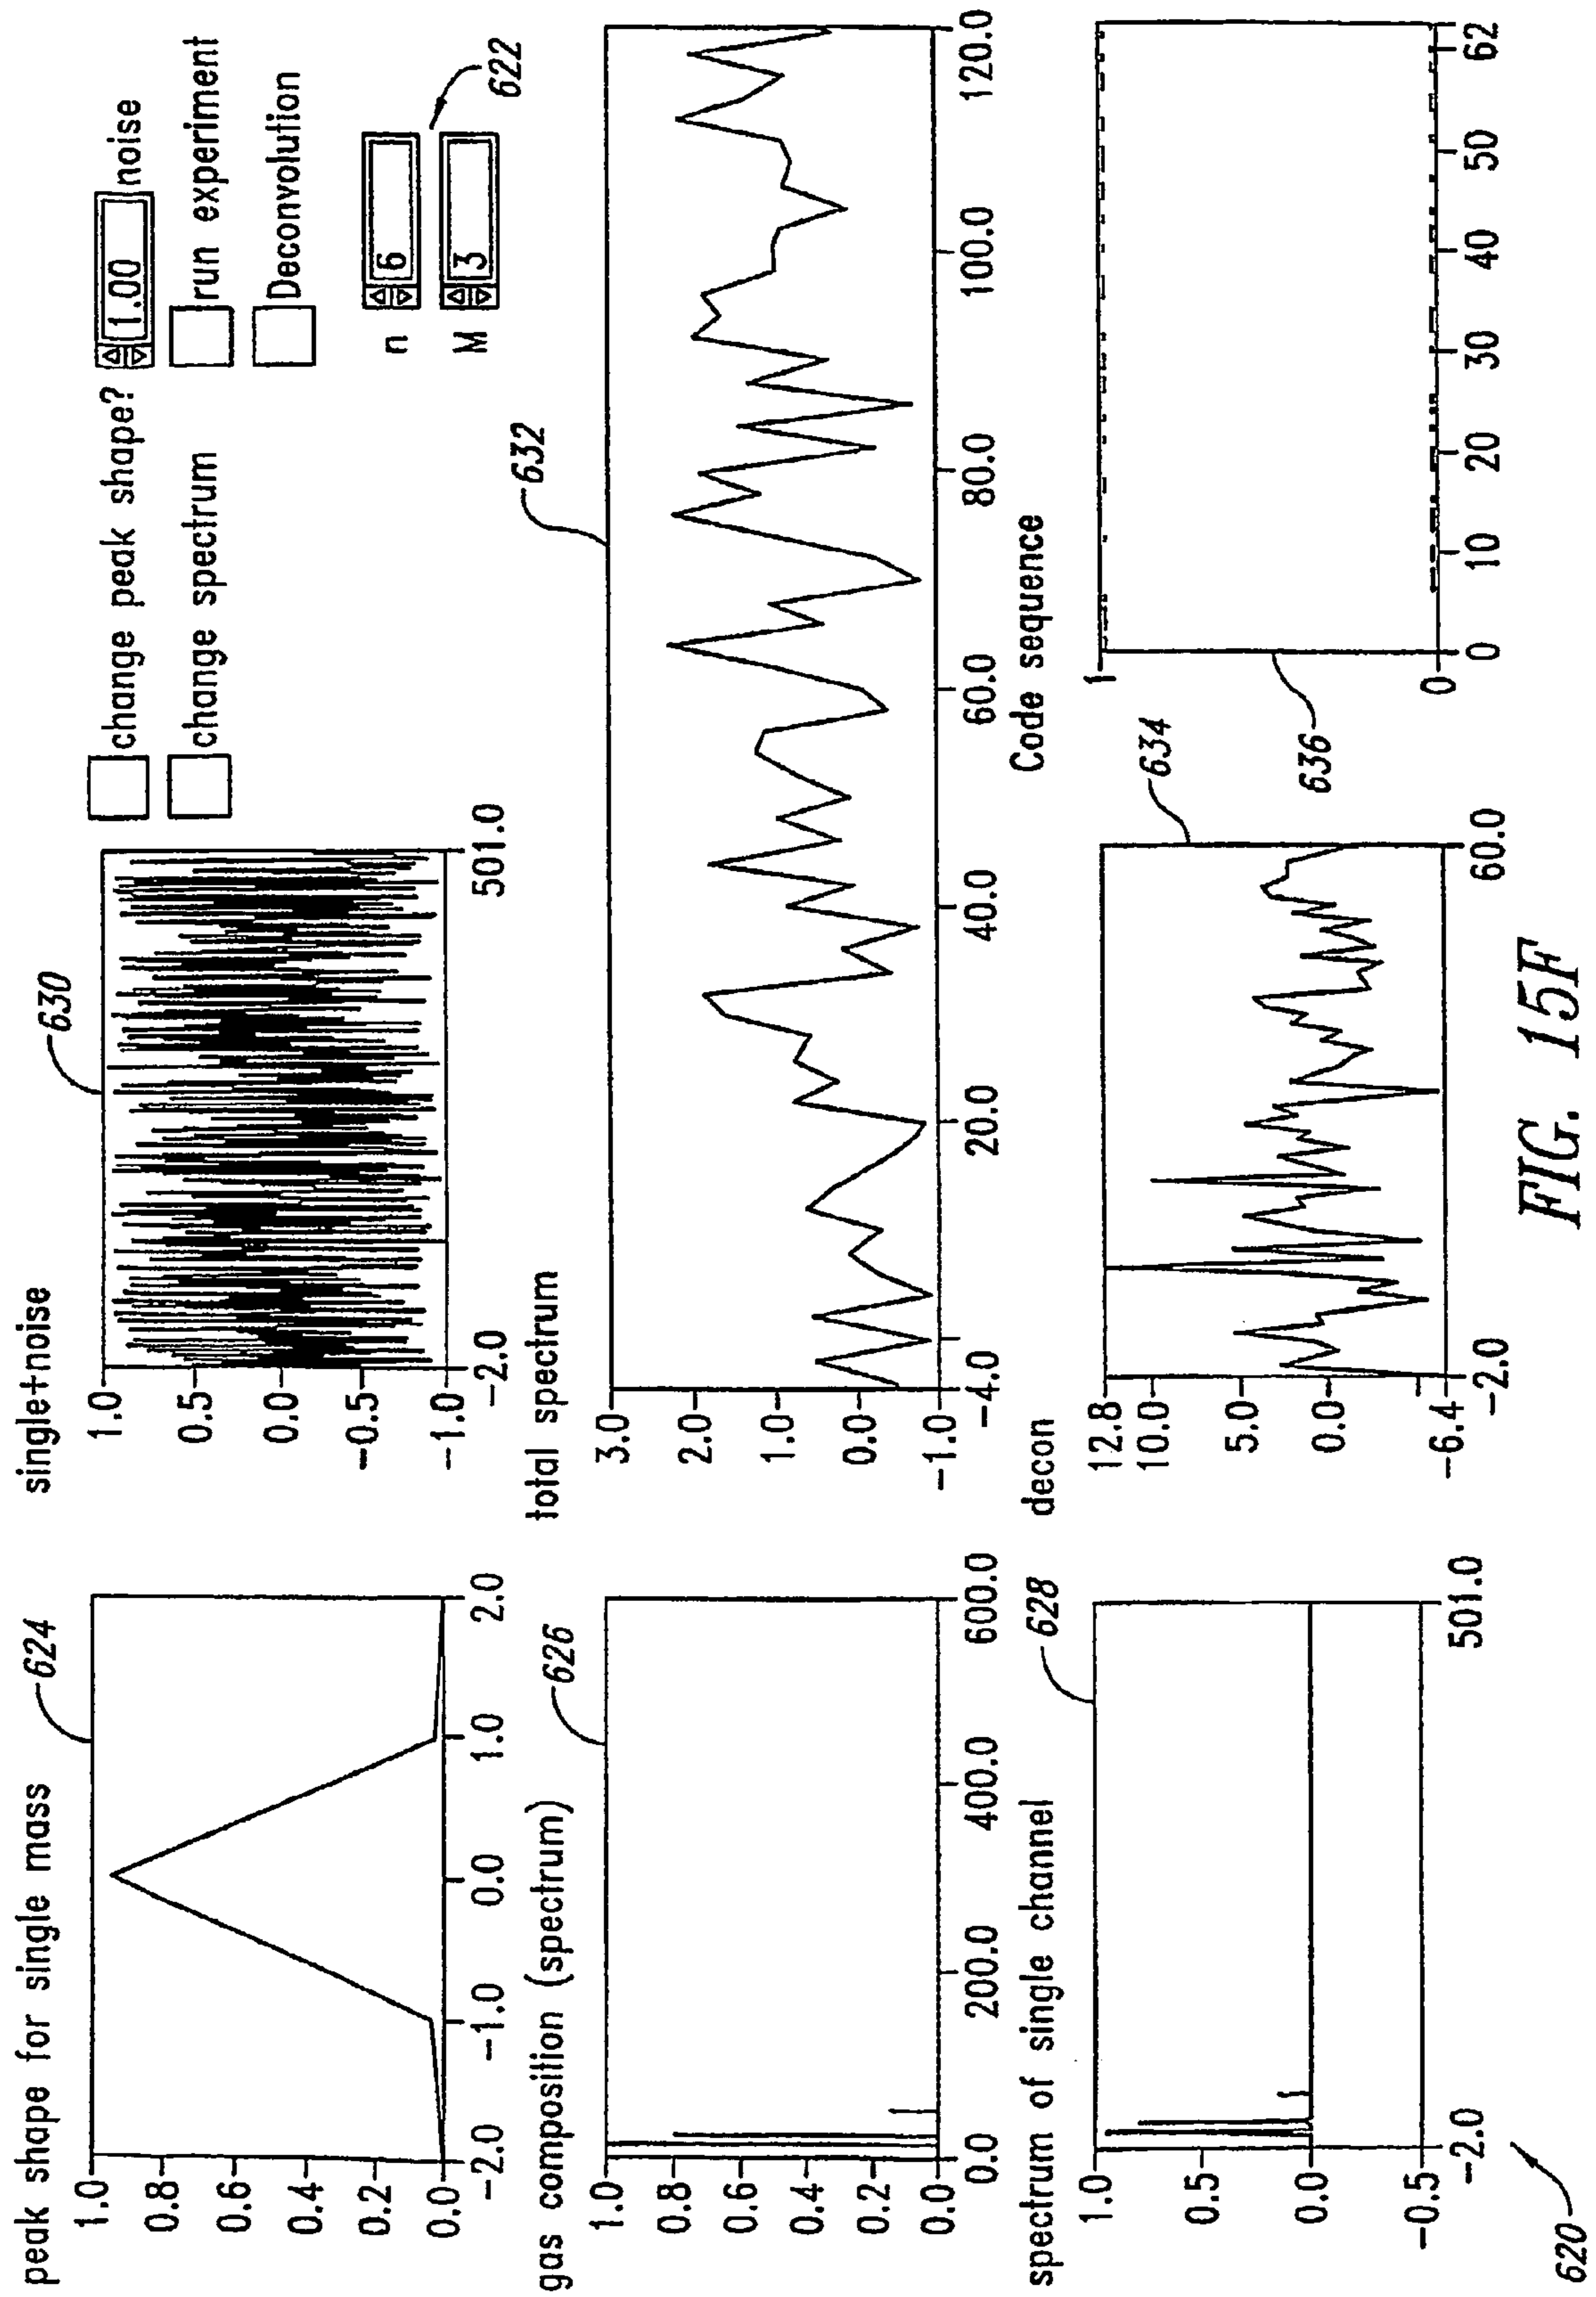 peak shape for single mass
624
1.0
0.8
0.6
0.4
0.2
0.0
-2.0 -1.0 0.0 1.0 2.0
single+noise
630
1.0
0.5
0.0
-0.5
-1.0
-2.0 501.0
change peak shape?
1.00 noise
change spectrum
run experiment
Deconvolution
n 6
M 3
622
gas composition (spectrum)
626
1.0
0.8
0.6
0.4
0.2
0.0
0.0 200.0 400.0 600.0
total spectrum
632
3.0
2.0
1.0
0.0
-1.0
-4.0 20.0 40.0 60.0 80.0 100.0 120.0
spectrum of single channel
628
1.0
0.5
0.0
-0.5
-2.0 501.0
decon
634
12.8
10.0
5.0
0.0
-6.4
-2.0 60.0
Code sequence
1
0
0 10 20 30 40 50 62
636
620
FIG. 15F